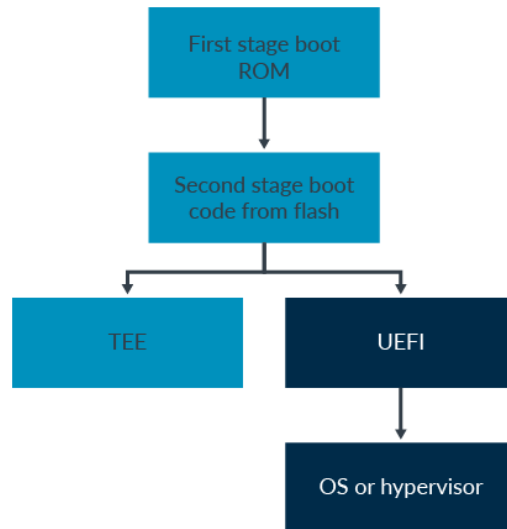 First stage boot
ROM
Second stage boot
code from flash
TEE
UEFI
OS or hypervisor